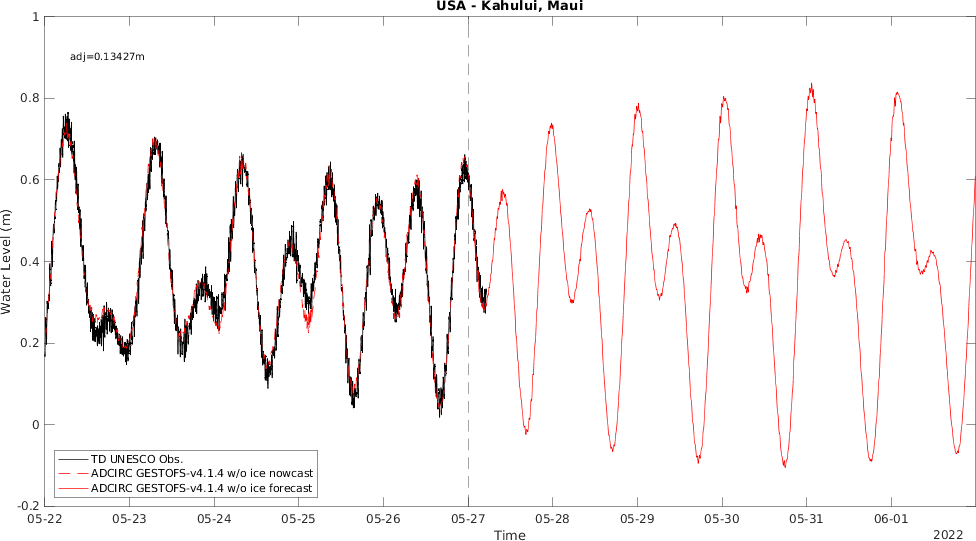 USA - Kahului, Maui
1
adj=0.13427m
0.8
0.6
0.4
0.2
0
-0.2
Water Level (m)
TD UNESCO Obs.
ADCIRC GESTOFS-v4.1.4 w/o ice nowcast
ADCIRC GESTOFS-v4.1.4 w/o ice forecast
05-22 05-23 05-24 05-25 05-26 05-27 05-28 05-29 05-30 05-31 06-01
Time
2022